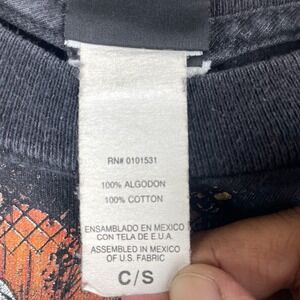 RN# 0101531
100% ALGODON
100% COTTON
ENSAMBLADO EN MEXICO
CON TELA DE E.U.A.
ASSEMBLED IN MEXICO
OF U.S. FABRIC
C/S